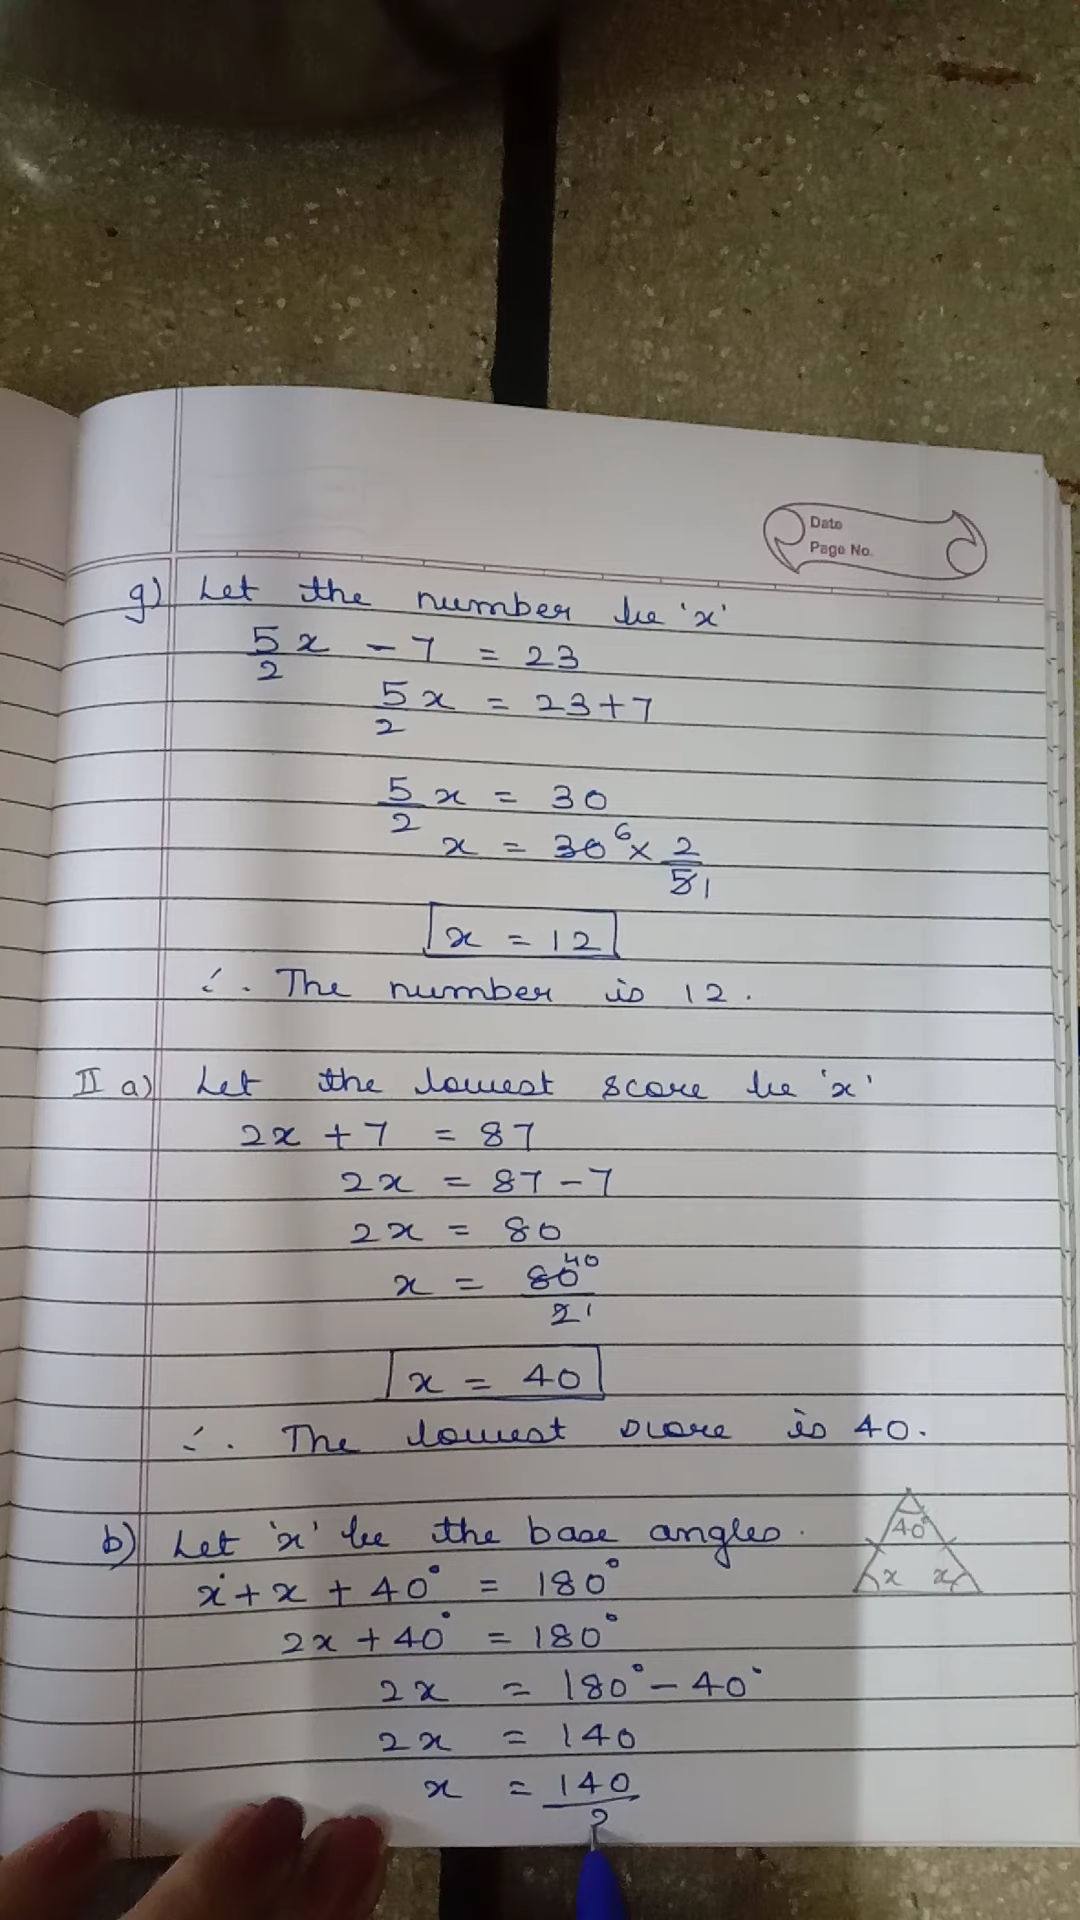 Date
Page No.
g) Let the number be 'x'
5/2 x - 7 = 23
5/2 x = 23+7
5/2 x = 30
x = 30 6 × 2/5 1
x = 12
∴ The number is 12.
II a) Let the lowest score be 'x'
2x + 7 = 87
2x = 87 - 7
2x = 80
x = 80 40 / 2 1
x = 40
∴ The lowest score is 40.
b) Let 'x' be the base angles.
40°
x x
x + x + 40° = 180°
2x + 40° = 180°
2x = 180° - 40°
2x = 140
x = 140/2